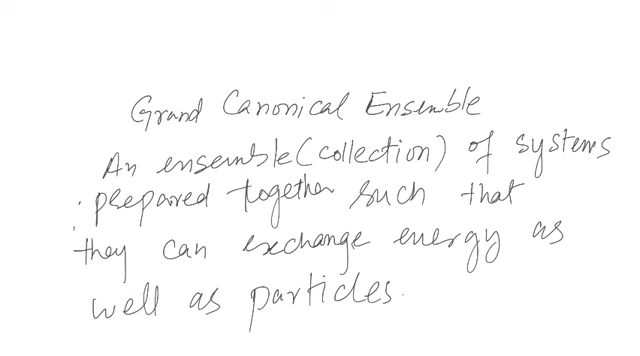 Grand Canonical Ensemble
An ensemble (collection) of systems
prepared together such that
they can exchange energy as
well as particles.